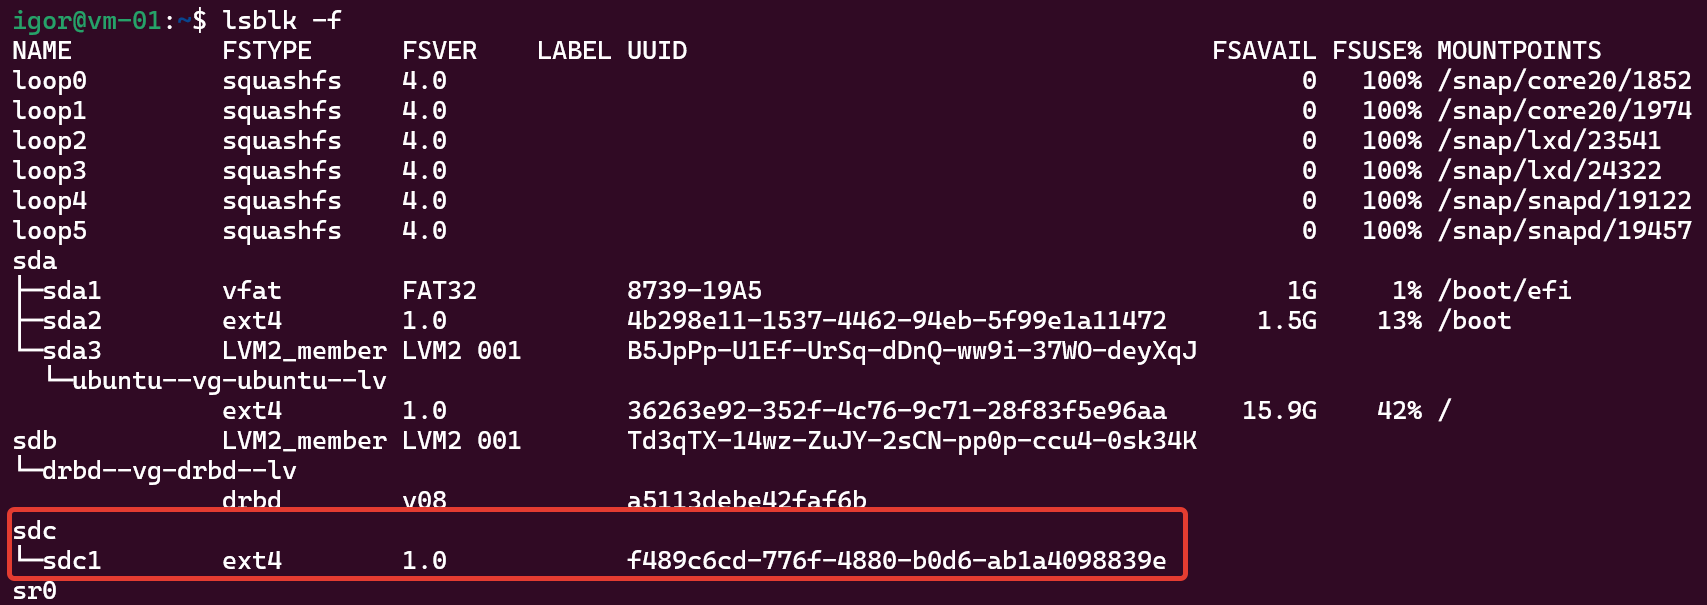 igor@vm-01:~$ lsblk -f
NAME          FSTYPE      FSVER    LABEL UUID                                   FSAVAIL FSUSE% MOUNTPOINTS
loop0         squashfs    4.0                                                         0   100% /snap/core20/1852
loop1         squashfs    4.0                                                         0   100% /snap/core20/1974
loop2         squashfs    4.0                                                         0   100% /snap/lxd/23541
loop3         squashfs    4.0                                                         0   100% /snap/lxd/24322
loop4         squashfs    4.0                                                         0   100% /snap/snapd/19122
loop5         squashfs    4.0                                                         0   100% /snap/snapd/19457
sda
├─sda1        vfat        FAT32          8739-19A5                                   1G     1% /boot/efi
├─sda2        ext4        1.0            4b298e11-1537-4462-94eb-5f99e1a11472      1.5G    13% /boot
└─sda3        LVM2_member LVM2 001       B5JpPp-U1Ef-UrSq-dDnQ-ww9i-37WO-deyXqJ
  └─ubuntu--vg-ubuntu--lv
              ext4        1.0            36263e92-352f-4c76-9c71-28f83f5e96aa     15.9G    42% /
sdb           LVM2_member LVM2 001       Td3qTX-14wz-ZuJY-2sCN-pp0p-ccu4-0sk34K
└─drbd--vg-drbd--lv
              drbd        v08            a5113debe42faf6b
sdc
└─sdc1        ext4        1.0            f489c6cd-776f-4880-b0d6-ab1a4098839e
sr0